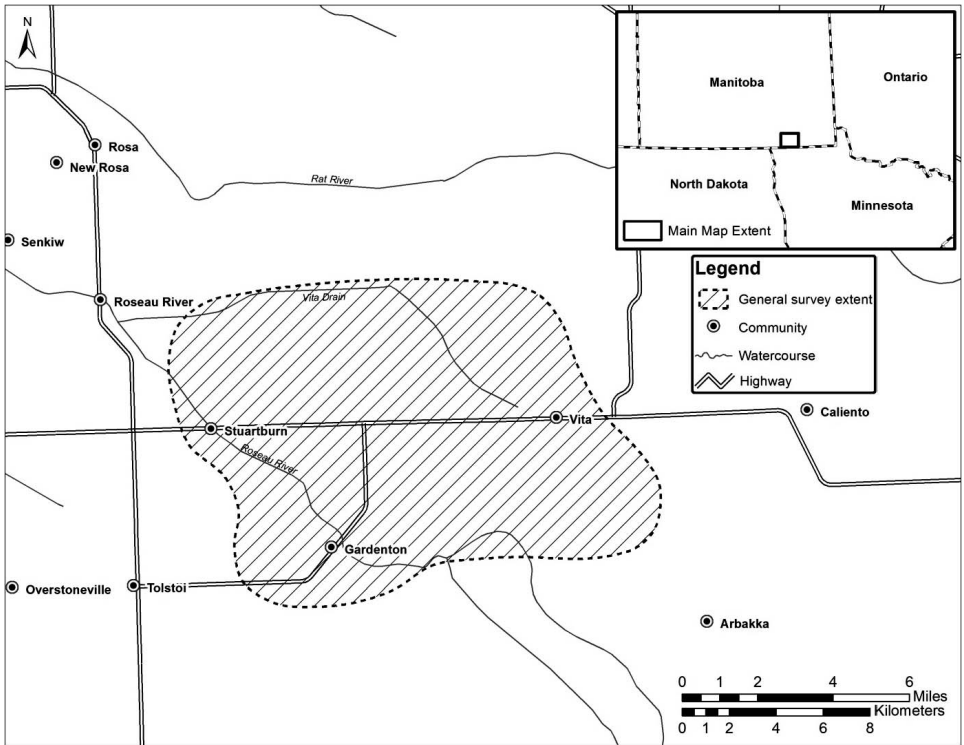 N
Manitoba
Ontario
North Dakota
Minnesota
Main Map Extent
Rosa
New Rosa
Rat River
Senkiw
Legend
General survey extent
Community
Watercourse
Highway
Roseau River
Vita Drain
Stuartburn
Vita
Caliento
Roseau River
Gardenton
Overstoneville
Tolstoi
Arbakka
0 1 2 4 6
Miles
Kilometers
0 1 2 4 6 8